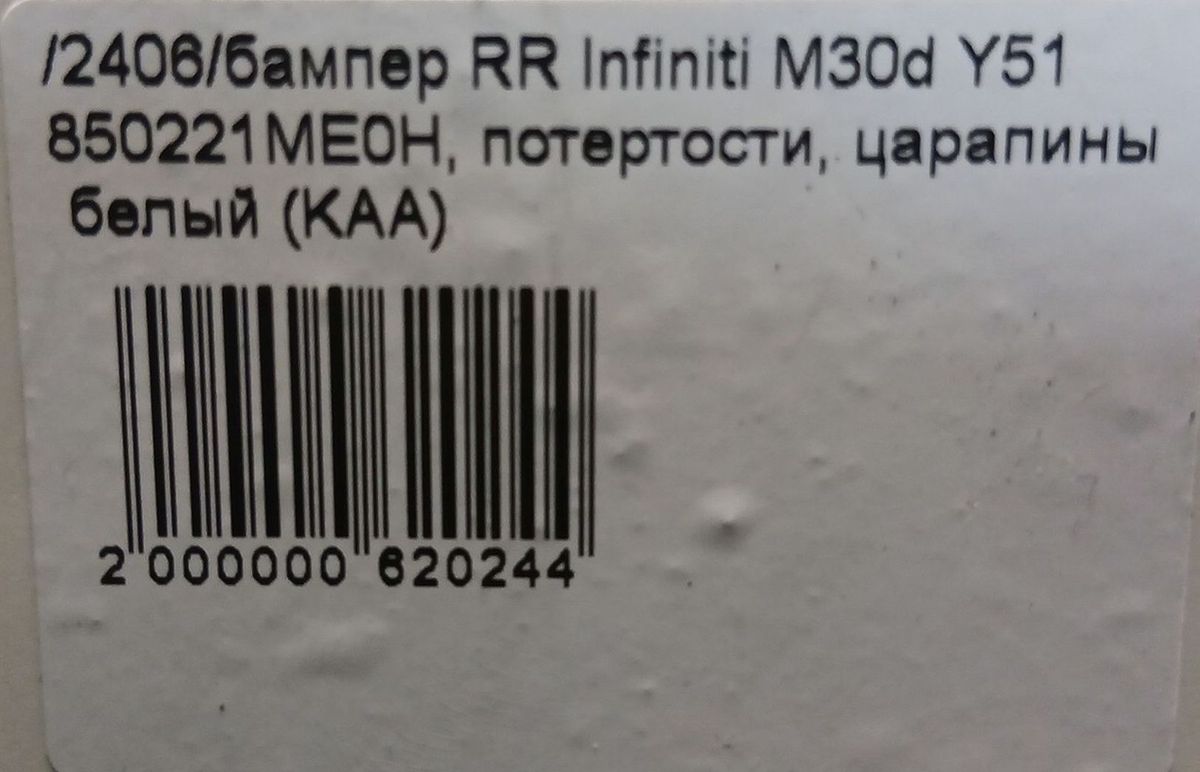 /2406/бампер RR Infiniti M30d Y51
850221ME0H, потертости, царапины
белый (KAA)
2 000000 620244